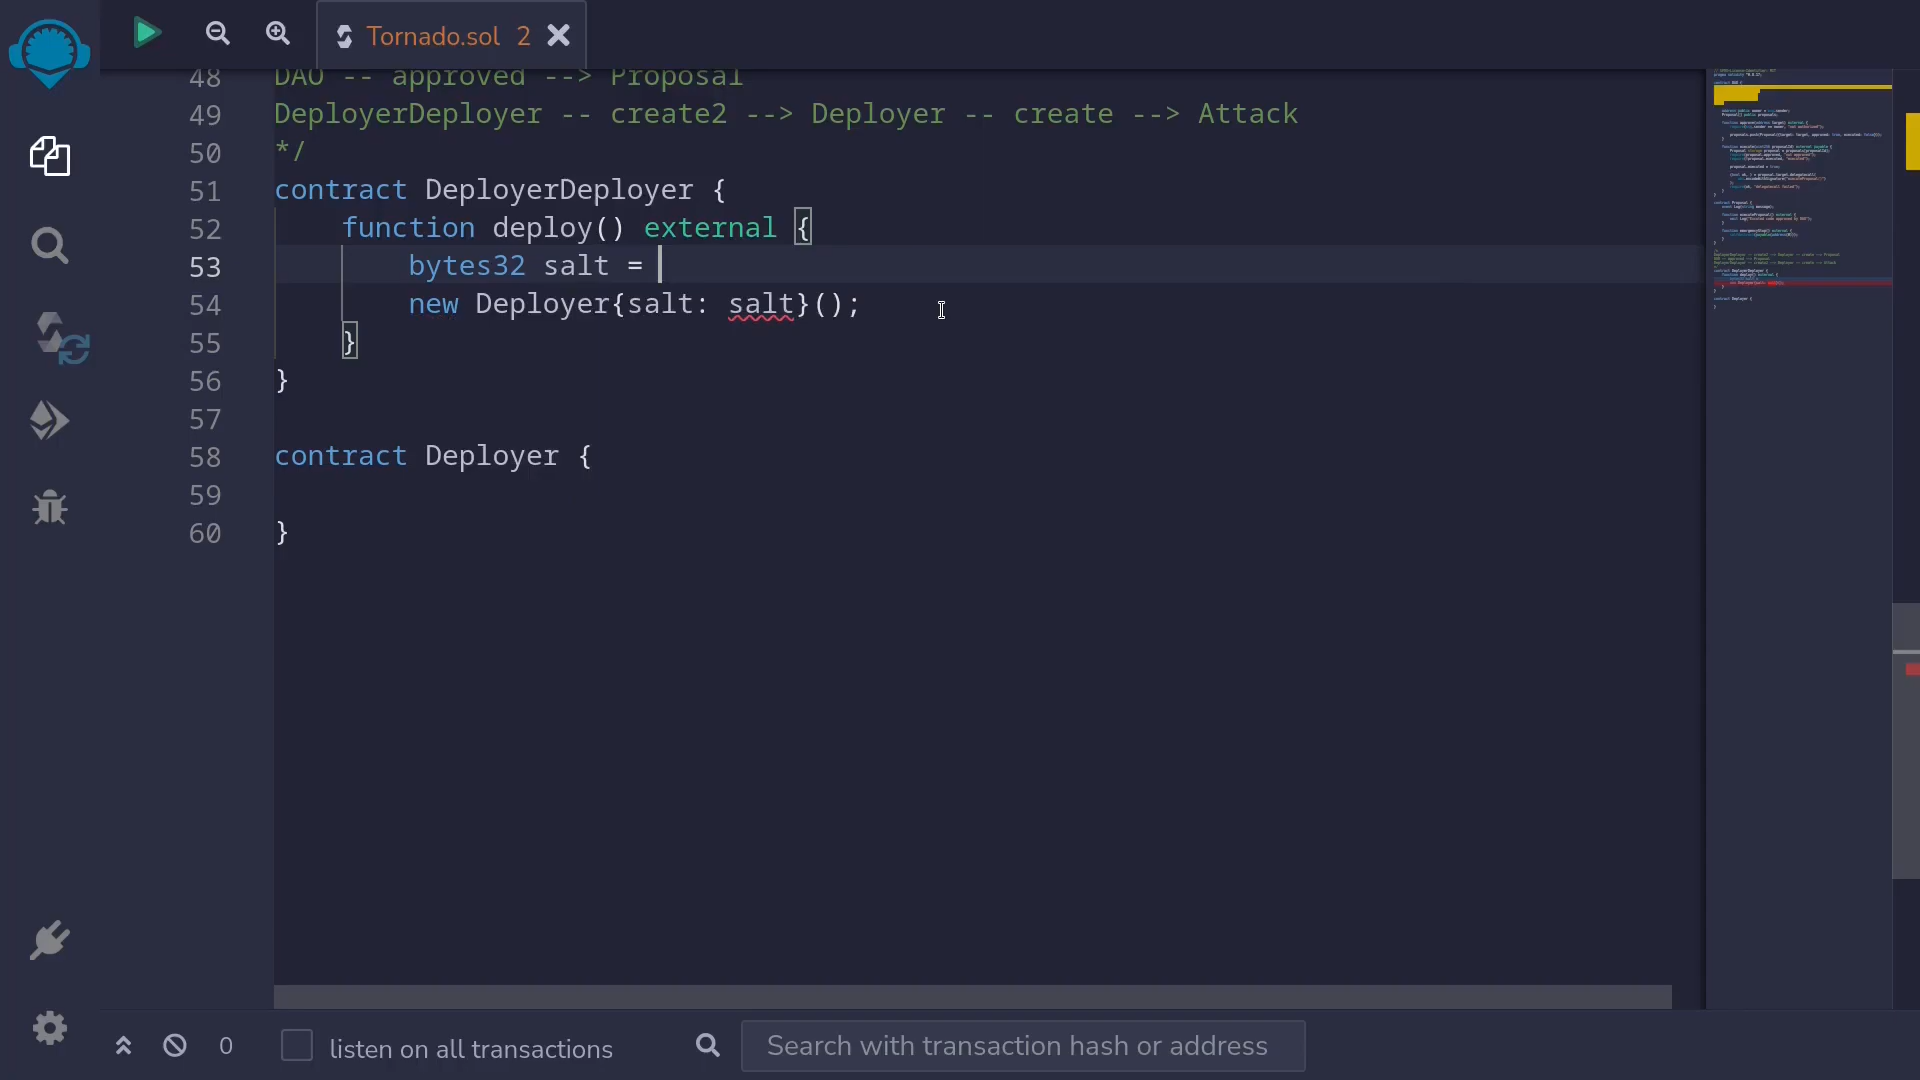 Tornado.sol 2
48 DAO -- approved --> Proposal
49 DeployerDeployer -- create2 --> Deployer -- create --> Attack
50 */
51 contract DeployerDeployer {
52 function deploy() external {
53 bytes32 salt =
54 new Deployer{salt: salt}();
55 }
56 }
57
58 contract Deployer {
59
60 }
0 listen on all transactions Search with transaction hash or address